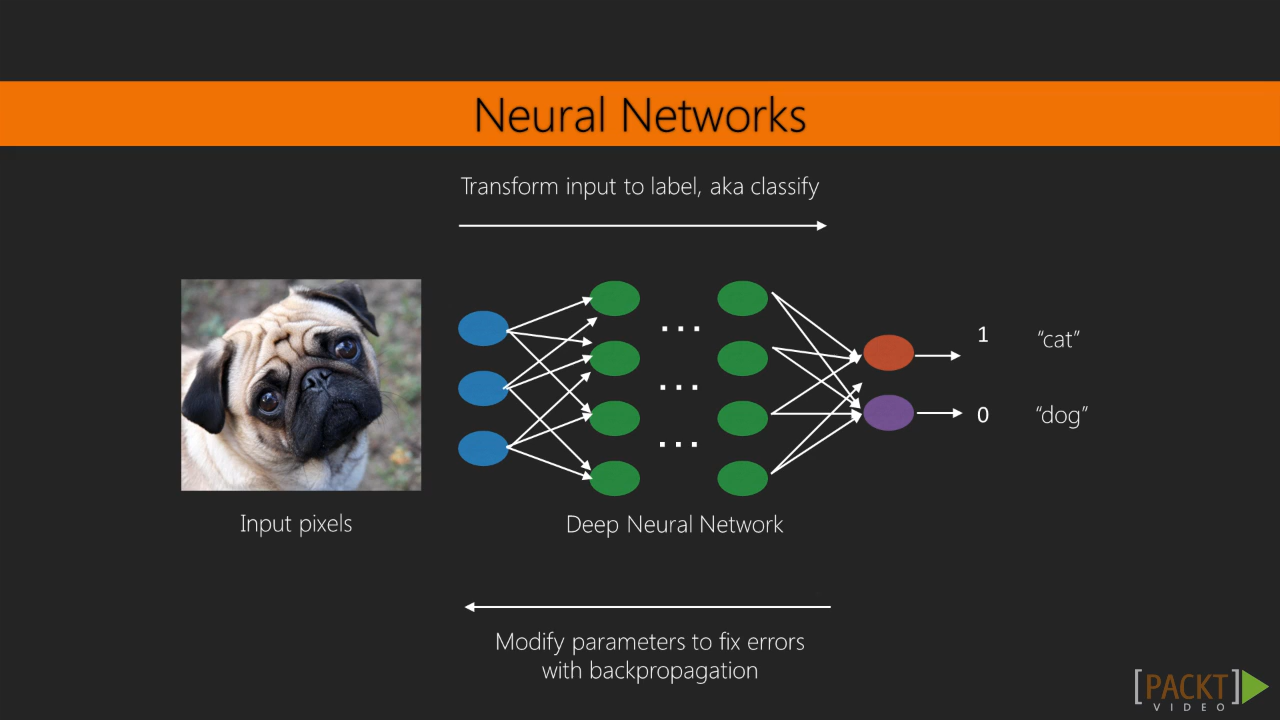 Neural Networks
Transform input to label, aka classify
1 “cat”
0 “dog”
Input pixels
Deep Neural Network
Modify parameters to fix errors
with backpropagation
[PACKT]
VIDEO